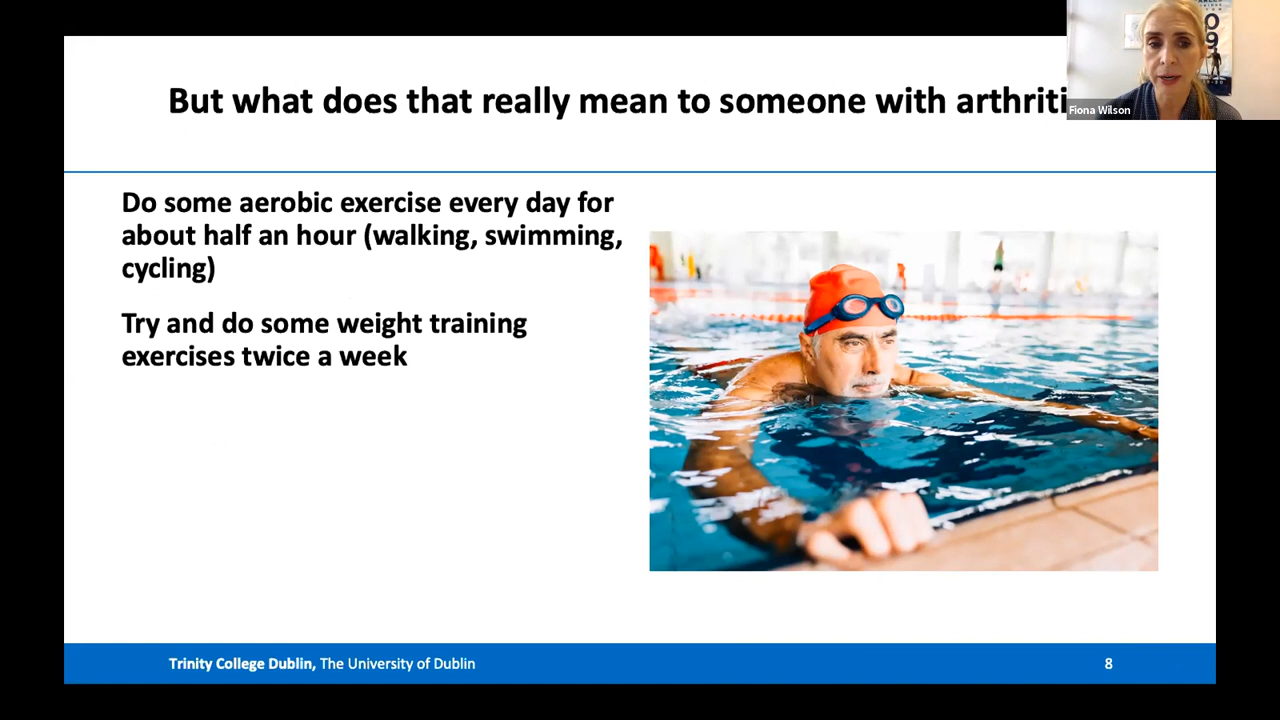 But what does that really mean to someone with
Fiona Wilson
Do some aerobic exercise every day for
about half an hour (walking, swimming,
cycling)
Try and do some weight training
exercises twice a week
Trinity College Dublin, The University of Dublin
8